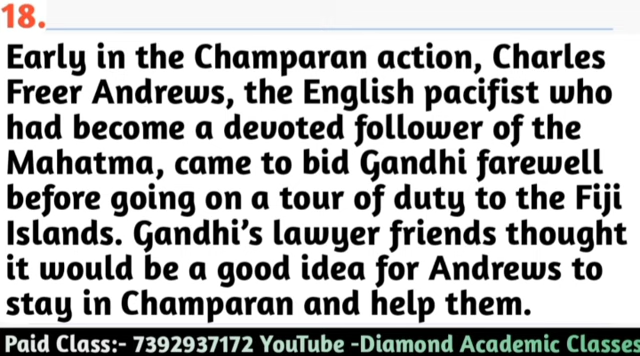 18.
Early in the Champaran action, Charles
Freer Andrews, the English pacifist who
had become a devoted follower of the
Mahatma, came to bid Gandhi farewell
before going on a tour of duty to the Fiji
Islands. Gandhi's lawyer friends thought
it would be a good idea for Andrews to
stay in Champaran and help them.
Paid Class:- 7392937172 YouTube -Diamond Academic Classes